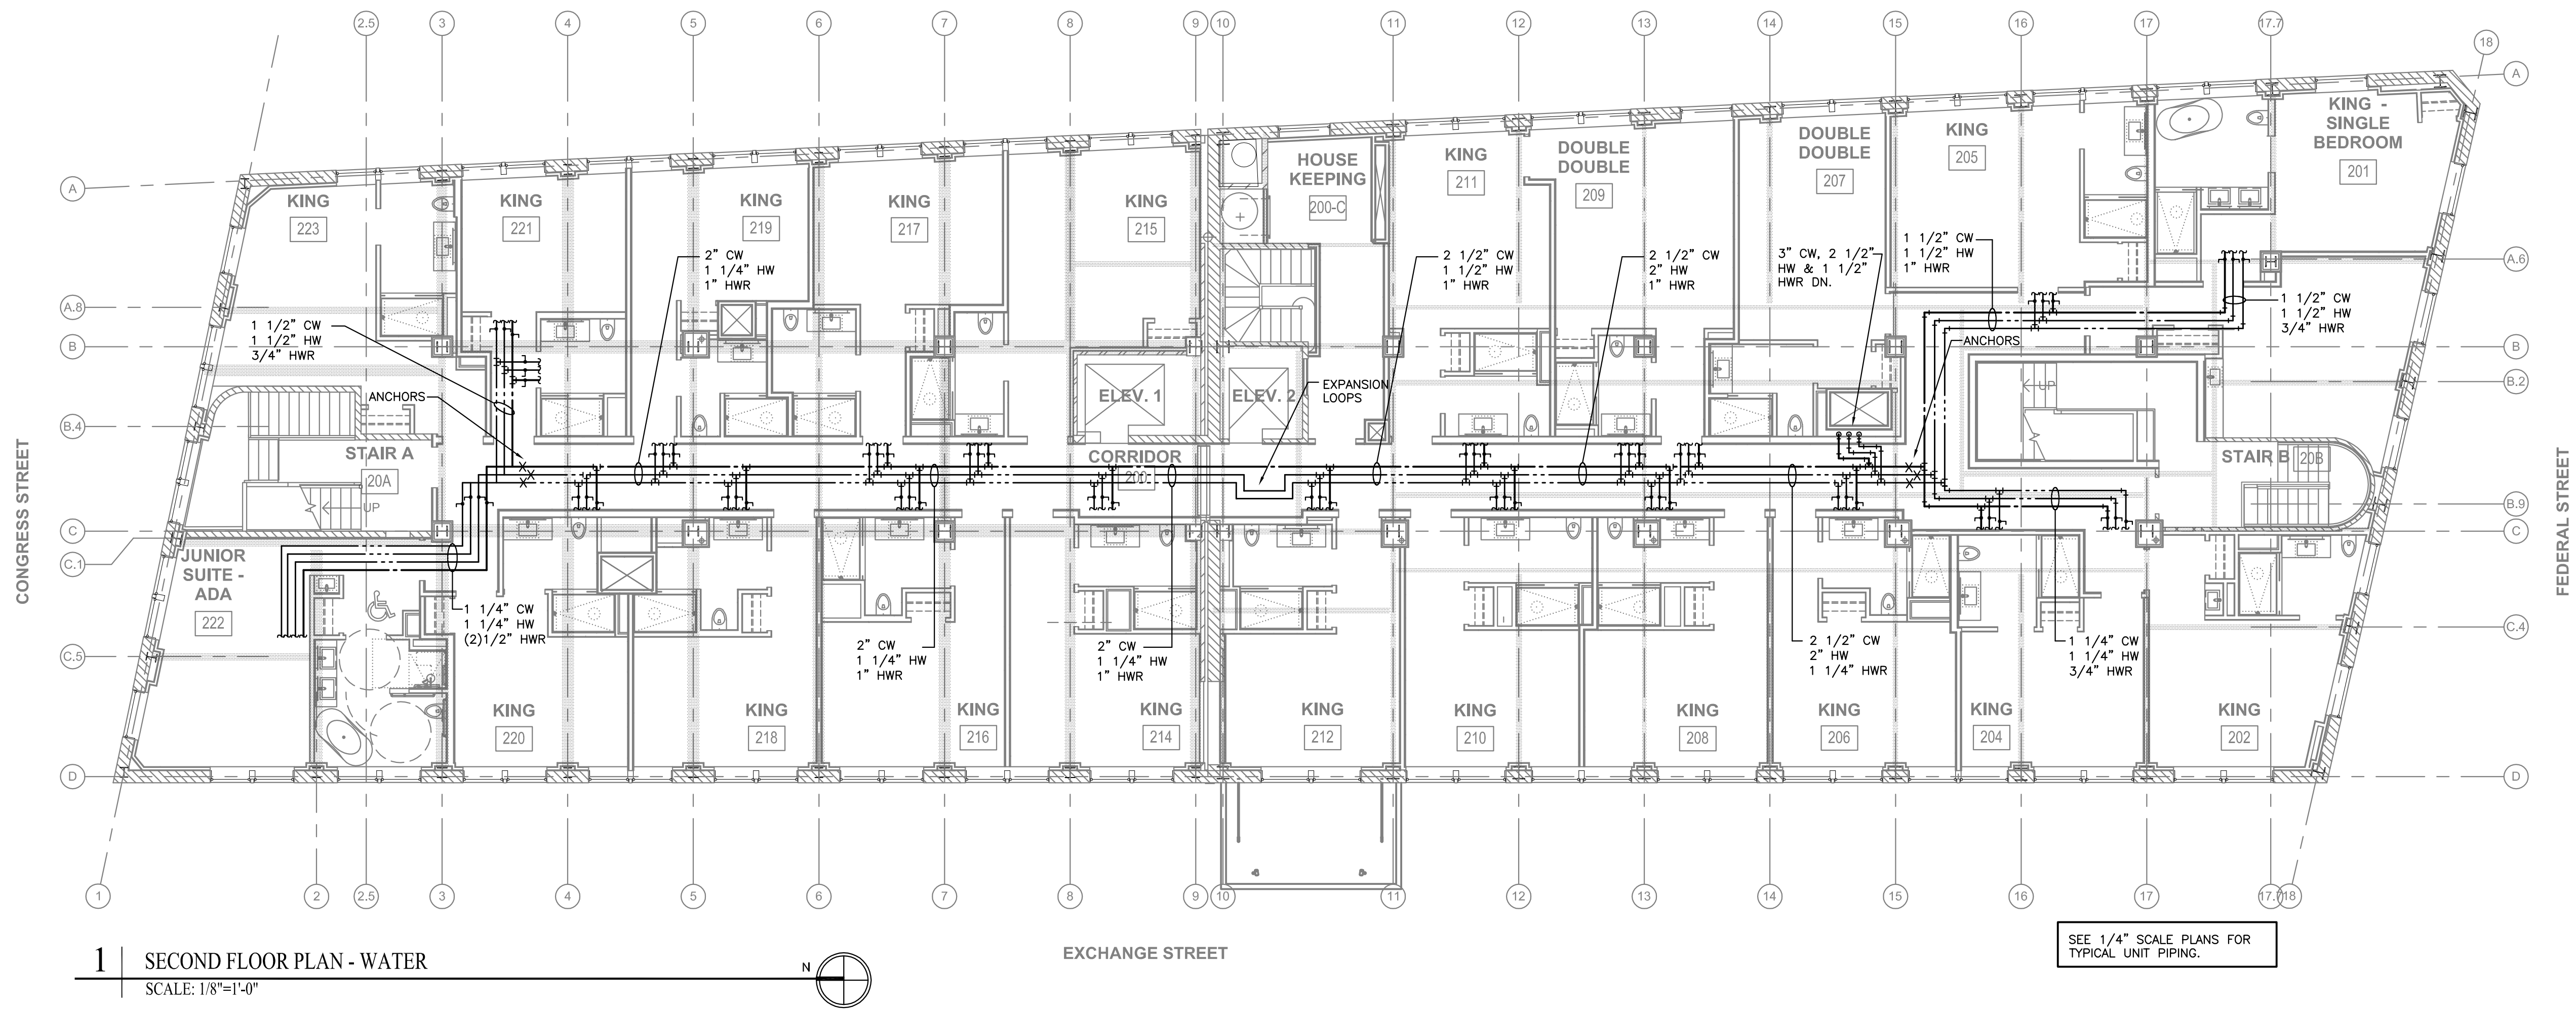 2.5
3
4
5
6
7
8
9
10
11
12
13
14
15
16
17
17.7
18
A
A
KING
223
KING
221
KING
219
KING
217
KING
215
HOUSE
KEEPING
200-C
KING
211
DOUBLE
DOUBLE
209
DOUBLE
DOUBLE
207
KING
205
KING -
SINGLE
BEDROOM
201
2" CW
1 1/4" HW
1" HWR
2 1/2" CW
1 1/2" HW
1" HWR
2 1/2" CW
2" HW
1" HWR
3" CW, 2 1/2"
HW & 1 1/2"
HWR DN.
1 1/2" CW
1 1/2" HW
1" HWR
A.6
A.8
1 1/2" CW
1 1/2" HW
3/4" HWR
1 1/2" CW
1 1/2" HW
3/4" HWR
B
B
ANCHORS
UP
B.2
ANCHORS
ELEV. 1
ELEV. 2
EXPANSION
LOOPS
B.4
STAIR A
20A
UP
CORRIDOR
200
STAIR B
20B
B.9
C
C
C.1
CONGRESS STREET
FEDERAL STREET
JUNIOR
SUITE -
ADA
222
1 1/4" CW
1 1/4" HW
(2)1/2" HWR
2" CW
1 1/4" HW
1" HWR
2" CW
1 1/4" HW
1" HWR
2 1/2" CW
2" HW
1 1/4" HWR
1 1/4" CW
1 1/4" HW
3/4" HWR
C.4
C.5
KING
220
KING
218
KING
216
KING
214
KING
212
KING
210
KING
208
KING
206
KING
204
KING
202
D
D
1
2
2.5
3
4
5
6
7
8
9
10
11
12
13
14
15
16
17
17.7
18
1
SECOND FLOOR PLAN - WATER
SCALE: 1/8"=1'-0"
N
EXCHANGE STREET
SEE 1/4" SCALE PLANS FOR
TYPICAL UNIT PIPING.